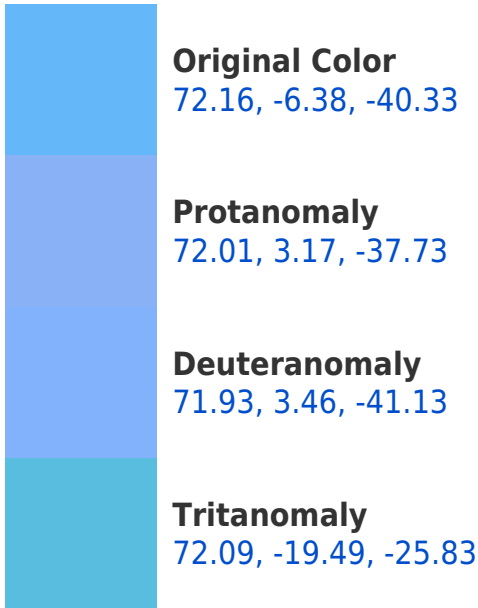 Original Color
72.16, -6.38, -40.33
Protanomaly
72.01, 3.17, -37.73
Deuteranomaly
71.93, 3.46, -41.13
Tritanomaly
72.09, -19.49, -25.83